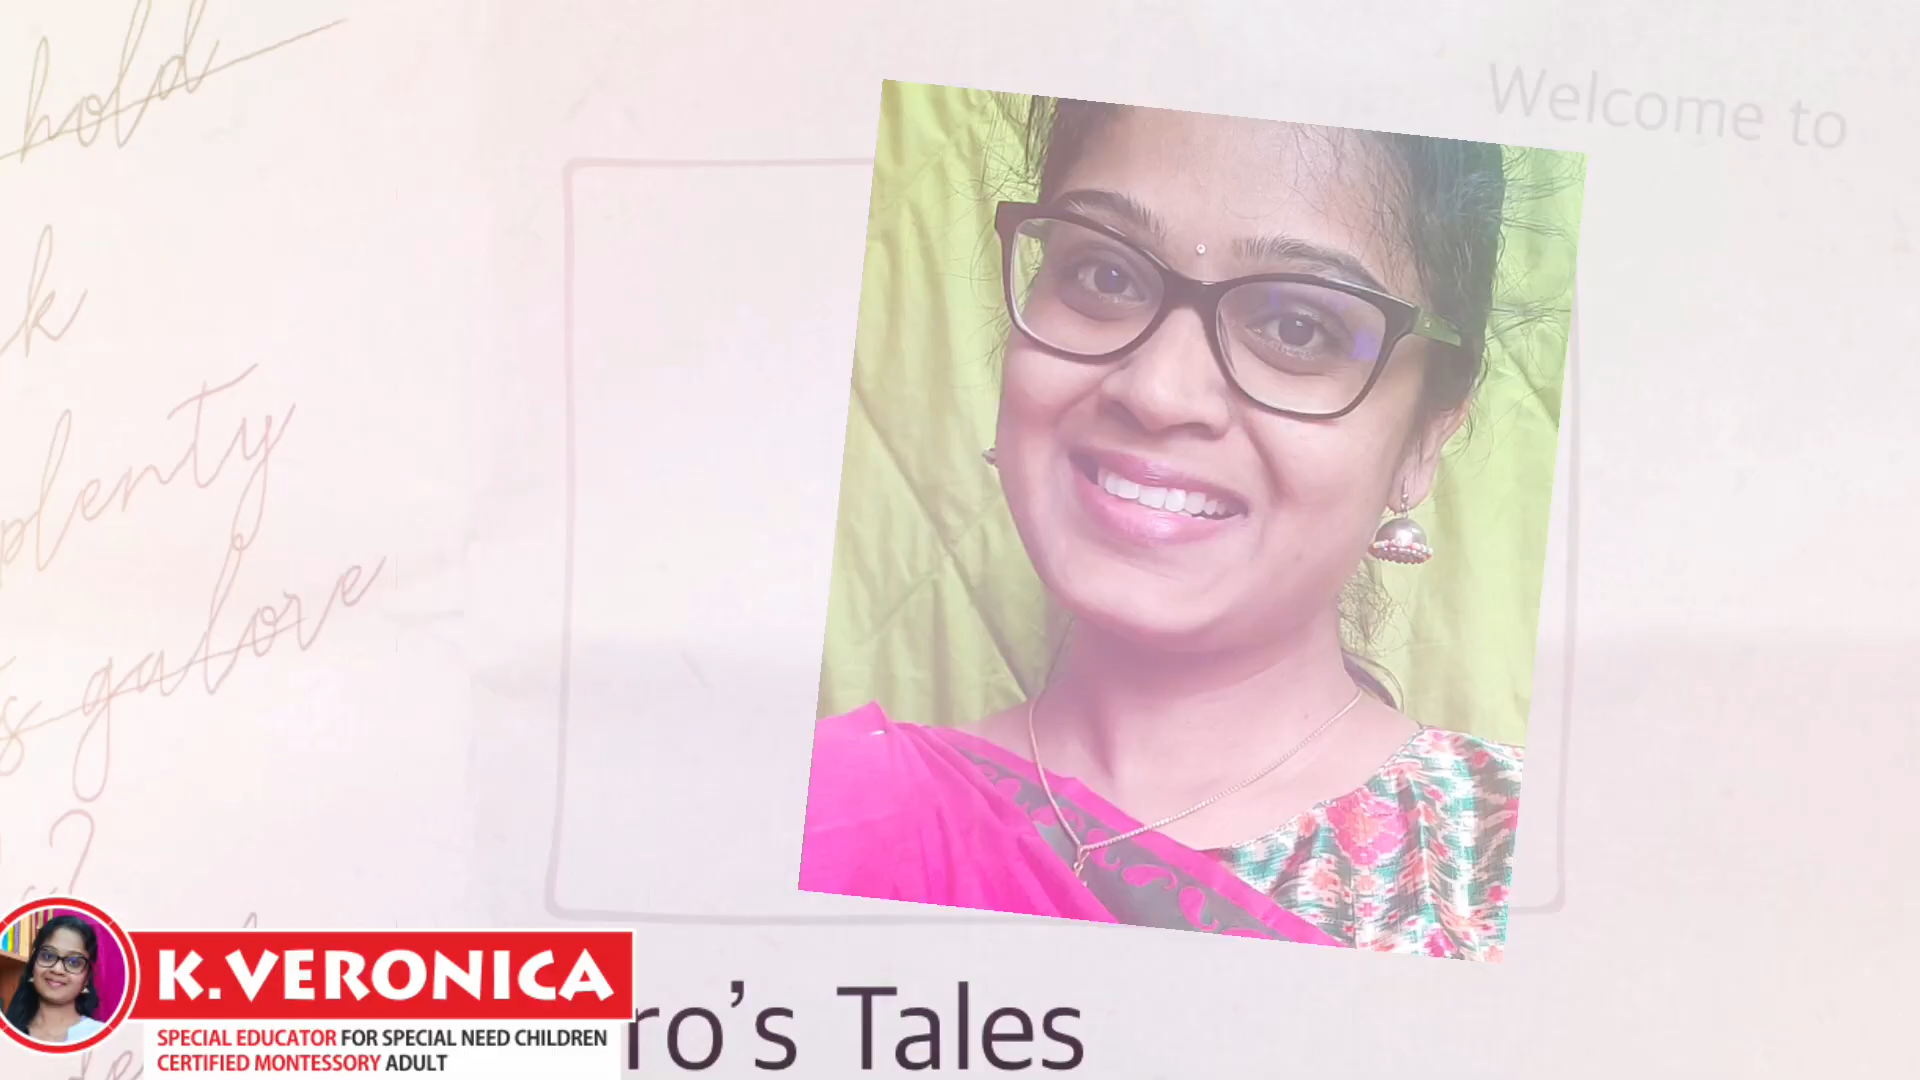 hold
k
plenty
s galore
?
Welcome to
K.VERONICA
SPECIAL EDUCATOR FOR SPECIAL NEED CHILDREN
CERTIFIED MONTESSORY ADULT
ro's Tales